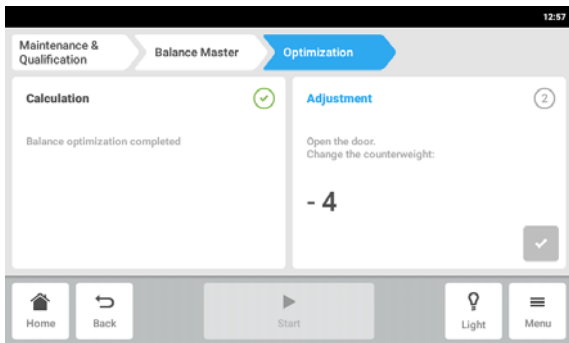 12:57
Maintenance &
Qualification
Balance Master
Optimization
Calculation
Balance optimization completed
Adjustment
2
Open the door.
Change the counterweight:
- 4
Home
Back
Start
Light
Menu